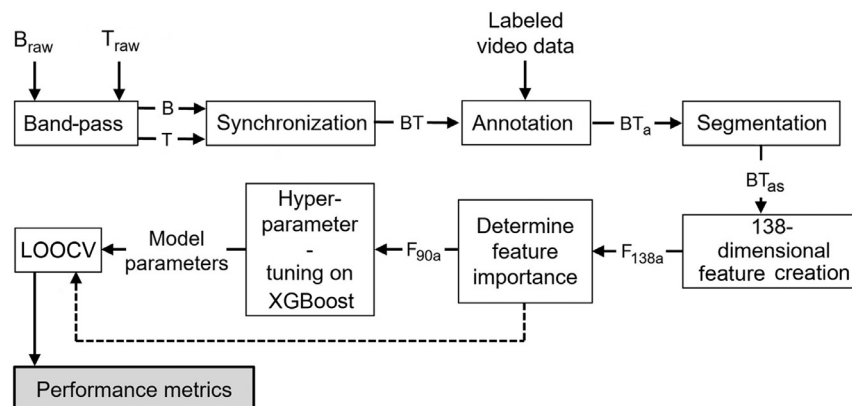 B_raw
T_raw
Labeled
video data
Band-pass
B
T
Synchronization
BT
Annotation
BT_a
Segmentation
BT_as
138-
dimensional
feature creation
F_138a
Determine
feature
importance
F_90a
Hyper-
parameter
-
tuning on
XGBoost
Model
parameters
LOOCV
Performance metrics